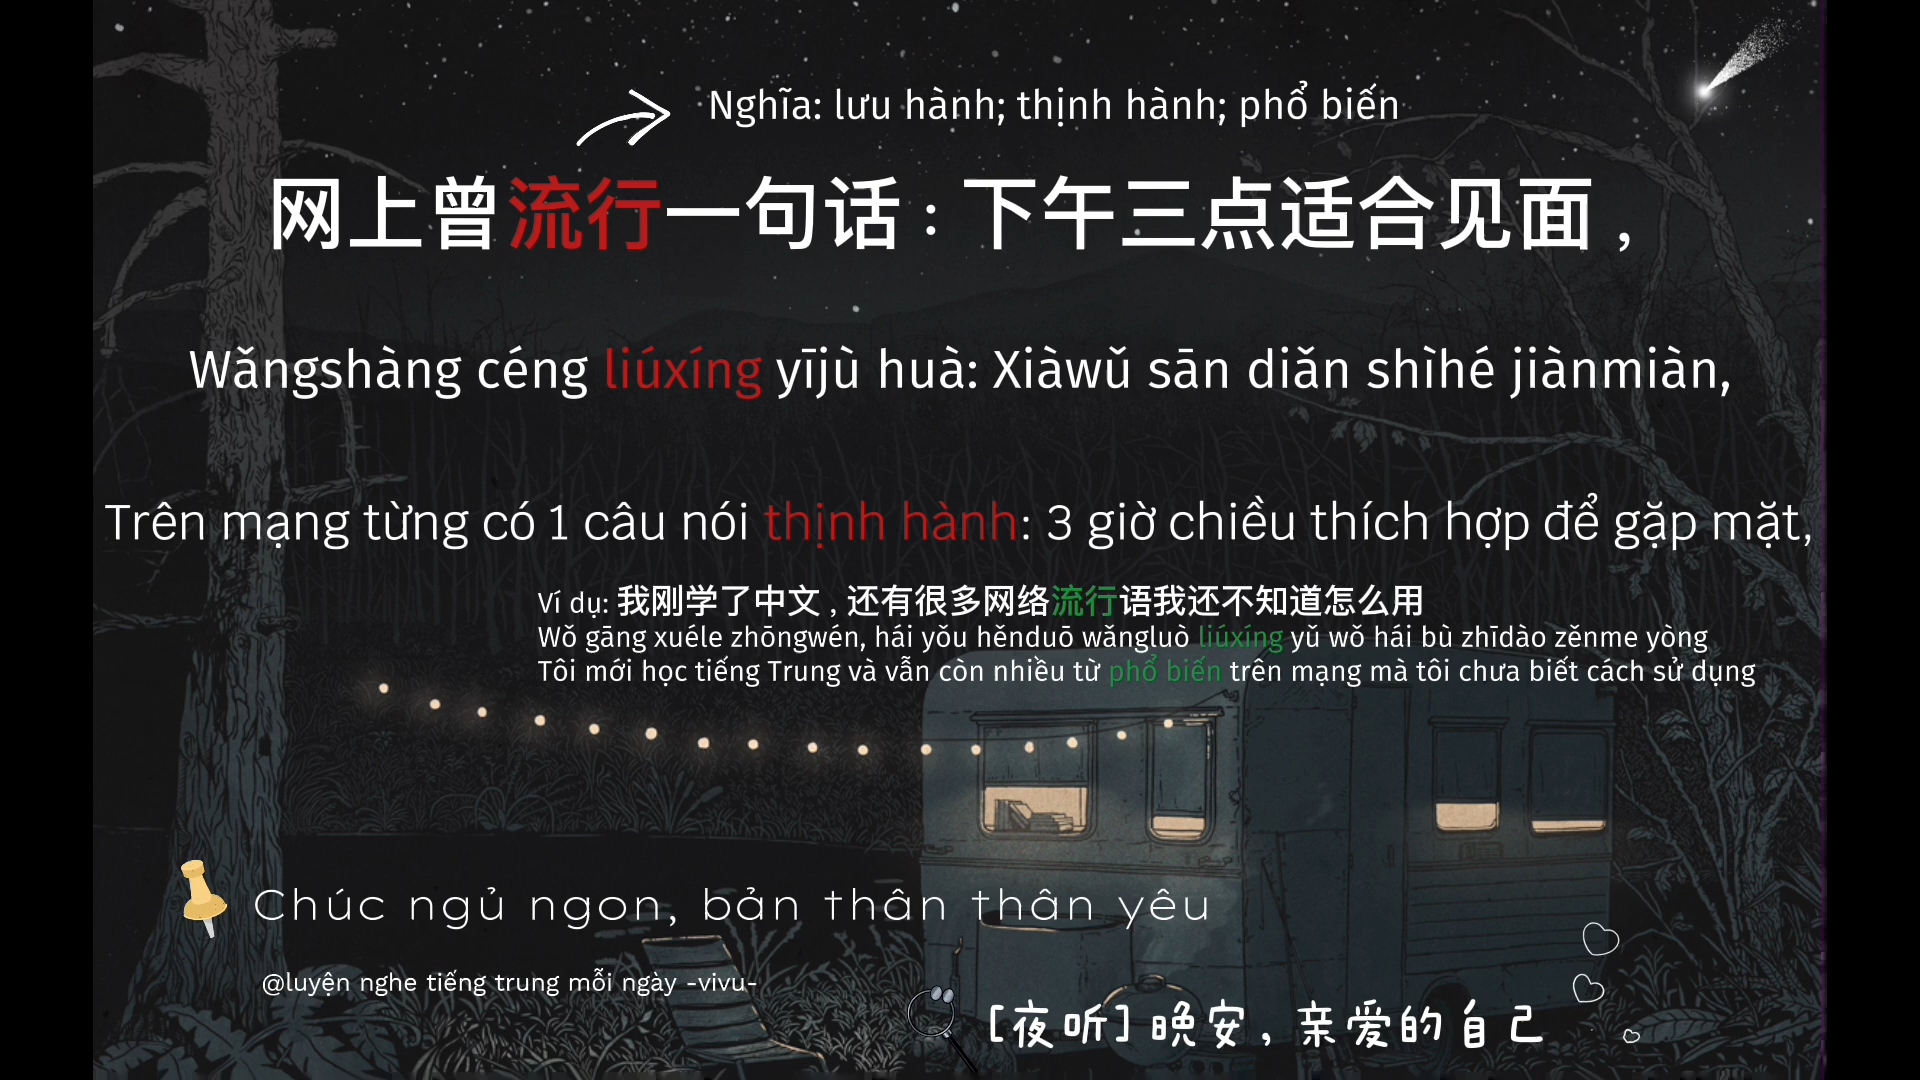 Nghĩa: lưu hành; thịnh hành; phổ biến
网上曾流行一句话：下午三点适合见面，
Wǎngshàng céng liúxíng yījù huà: Xiàwǔ sān diǎn shìhé jiànmiàn,
Trên mạng từng có 1 câu nói thịnh hành: 3 giờ chiều thích hợp để gặp mặt,
Ví dụ: 我刚学了中文，还有很多网络流行语我还不知道怎么用
Wǒ gāng xuéle zhōngwén, hái yǒu hěnduō wǎngluò liúxíng yǔ wǒ hái bù zhīdào zěnme yòng
Tôi mới học tiếng Trung và vẫn còn nhiều từ phổ biến trên mạng mà tôi chưa biết cách sử dụng
Chúc ngủ ngon, bản thân thân yêu
@luyện nghe tiếng trung mỗi ngày -vivu-
[夜听] 晚安，亲爱的自己